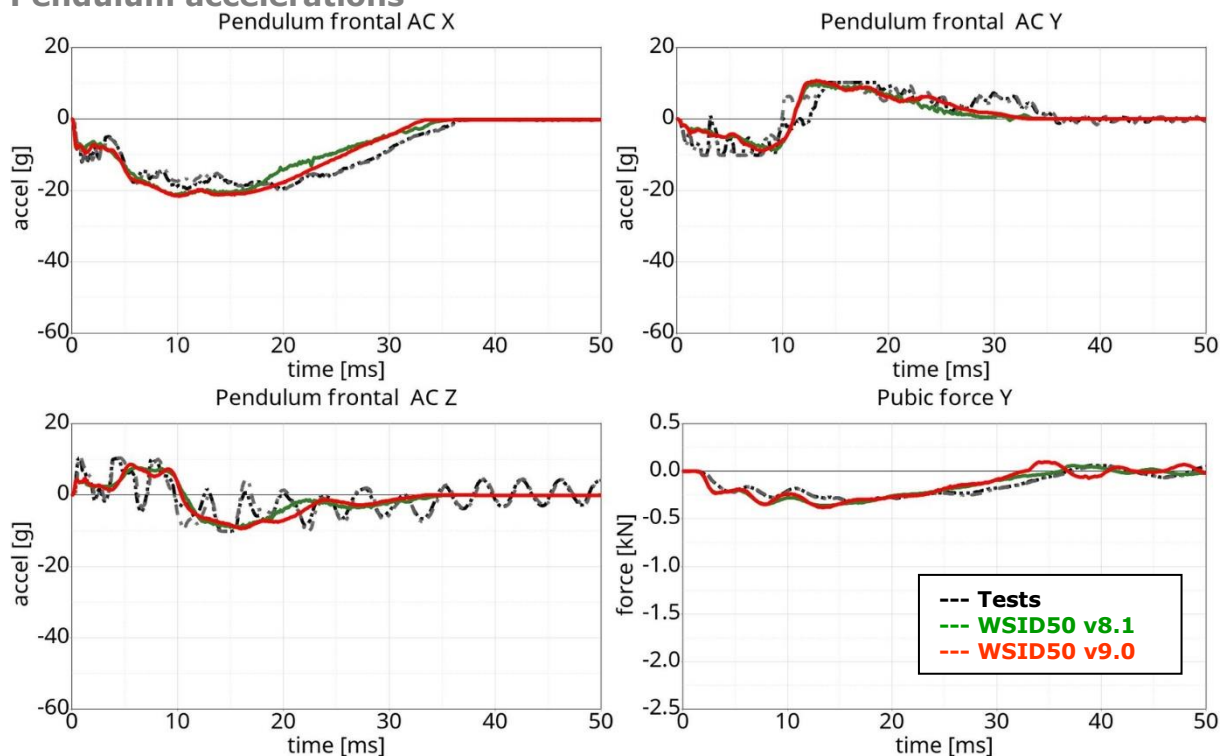 Pendulum accelerations
Pendulum frontal AC X
20
0
-20
-40
-60
accel [g]
0 10 20 30 40 50
time [ms]
Pendulum frontal  AC Y
20
0
-20
-40
-60
accel [g]
0 10 20 30 40 50
time [ms]
Pendulum frontal  AC Z
20
0
-20
-40
-60
accel [g]
0 10 20 30 40 50
time [ms]
Pubic force Y
0.5
0.0
-0.5
-1.0
-1.5
-2.0
-2.5
force [kN]
0 10 20 30 40 50
time [ms]
--- Tests
--- WSID50 v8.1
--- WSID50 v9.0